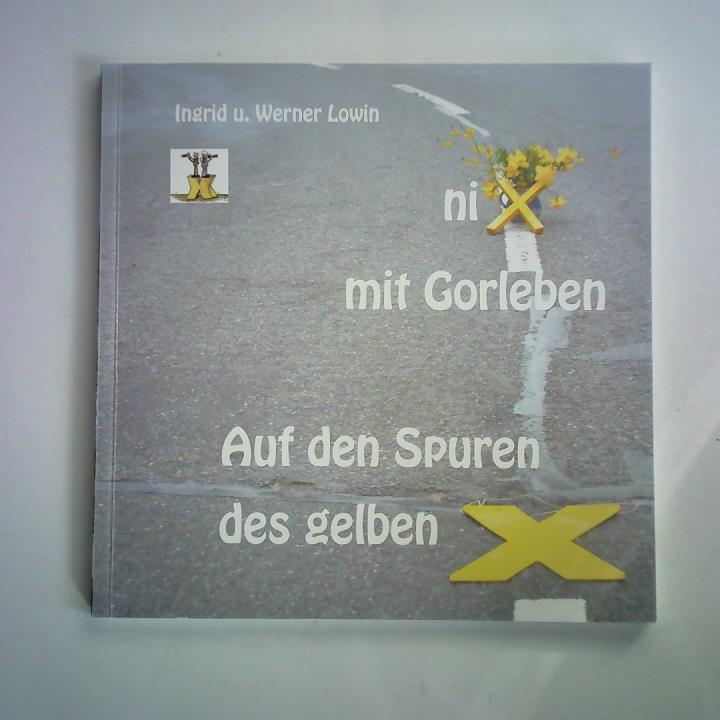 Ingrid u. Werner Lowin
ni X
mit Gorleben
Auf den Spuren
des gelben X